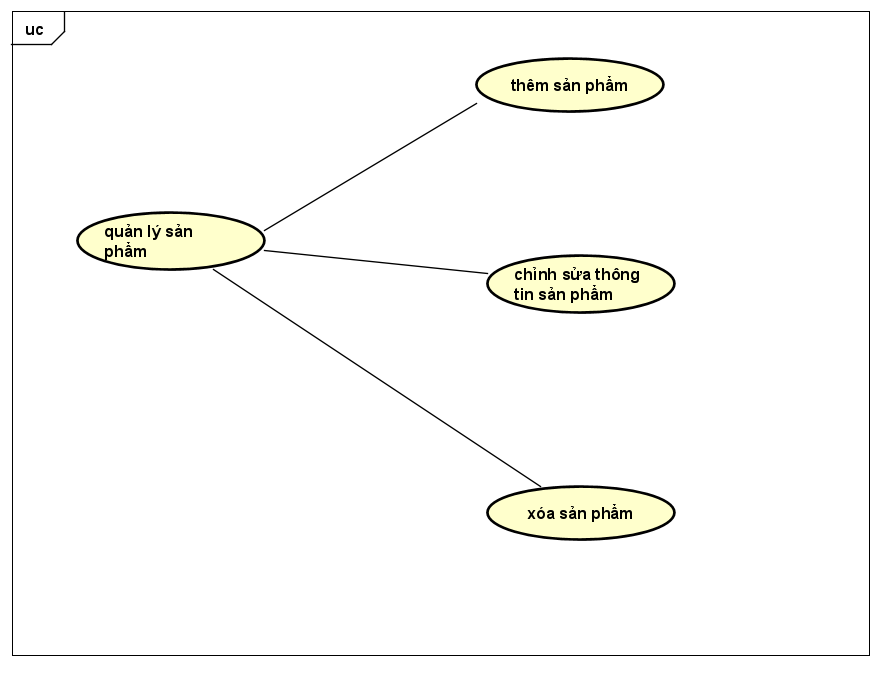 uc
thêm sản phẩm
quản lý sản
phẩm
chỉnh sửa thông
tin sản phẩm
xóa sản phẩm